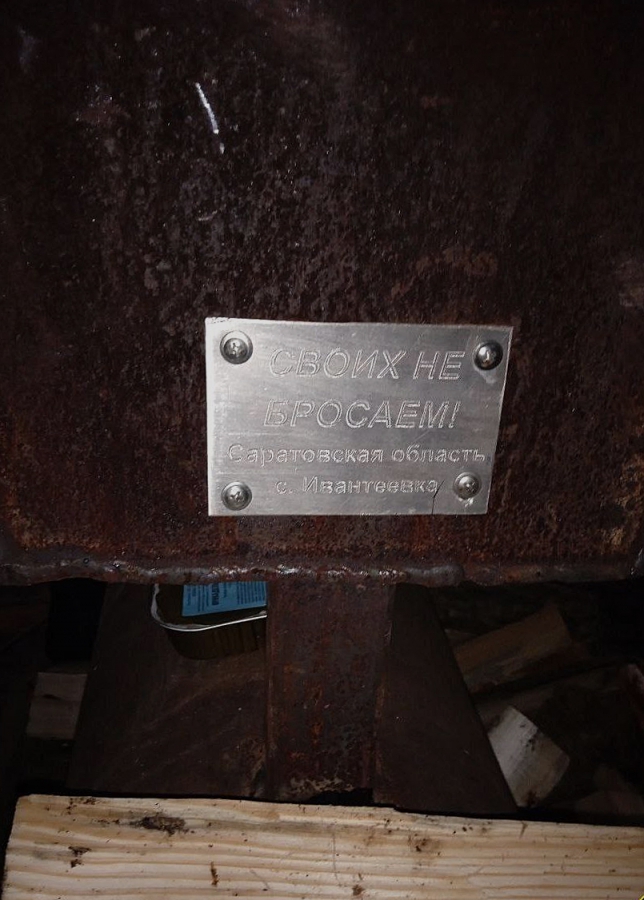 СВОИХ НЕ
БРОСАЕМ!
Саратовская область
с. Ивантеевка